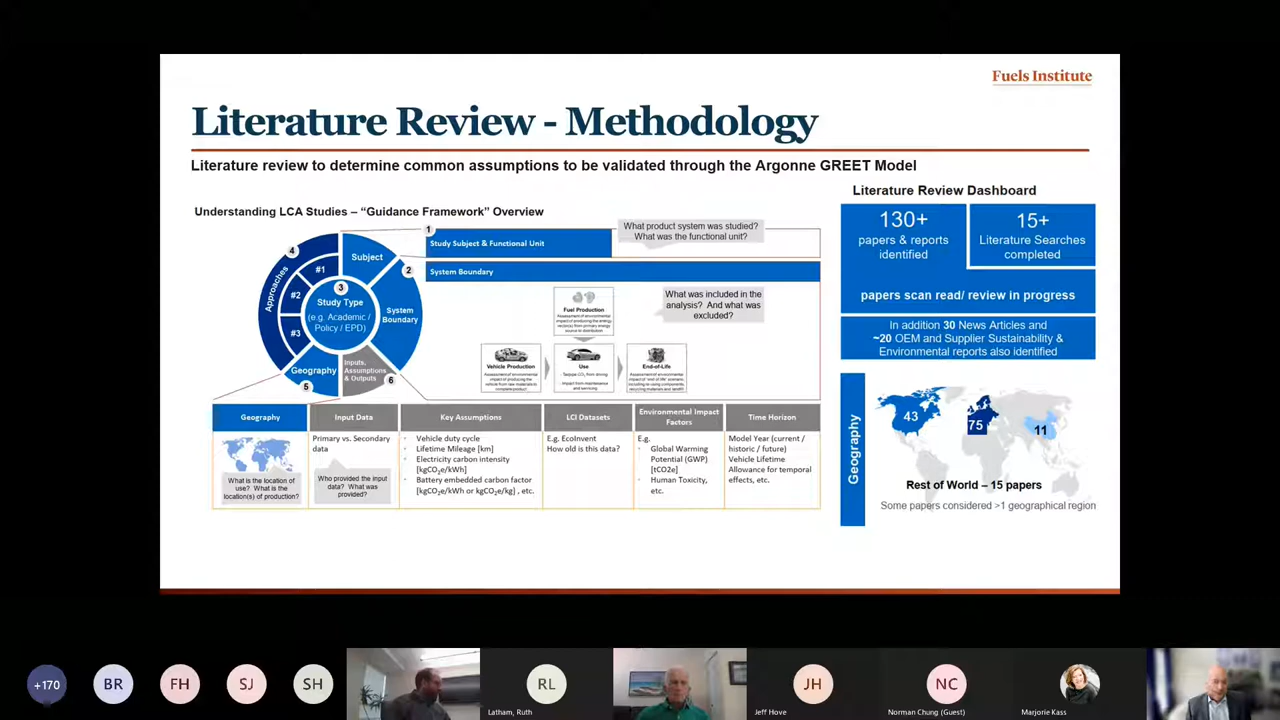 Fuels Institute
Literature Review - Methodology
Literature review to determine common assumptions to be validated through the Argonne GREET Model
Understanding LCA Studies – “Guidance Framework” Overview
4
Approaches
#1
#2
#3
Subject
3
Study Type
(e.g. Academic /
Policy / EPD)
2
System
Boundary
Geography
5
Inputs,
Assumptions
& Outputs
6
1
Study Subject & Functional Unit
What product system was studied?
What was the functional unit?
System Boundary
What was included in the
analysis? And what was
excluded?
Fuel Production
Vehicle Production
Use
End-of-Life
Geography
What is the location of
use? What is the
location(s) of production?
Input Data
Primary vs. Secondary
data
Who provided the input
data? What was
provided?
Key Assumptions
· Vehicle duty cycle
· Lifetime Mileage [km]
· Electricity carbon intensity
[kgCO₂e/kWh]
· Battery embedded carbon factor
[kgCO₂e/kWh or kgCO₂e/kg] , etc.
LCI Datasets
E.g. EcoInvent
How old is this data?
Environmental Impact
Factors
E.g.
· Global Warming
Potential (GWP)
[tCO2e]
· Human Toxicity,
etc.
Time Horizon
Model Year (current /
historic / future)
Vehicle Lifetime
Allowance for temporal
effects, etc.
Literature Review Dashboard
130+
papers & reports
identified
15+
Literature Searches
completed
papers scan read/ review in progress
In addition 30 News Articles and
~20 OEM and Supplier Sustainability &
Environmental reports also identified
Geography
43
75
11
Rest of World – 15 papers
Some papers considered >1 geographical region
+170
BR
FH
SJ
SH
RL
Latham, Ruth
JH
Jeff Hove
NC
Norman Chung (Guest)
Marjorie Kass